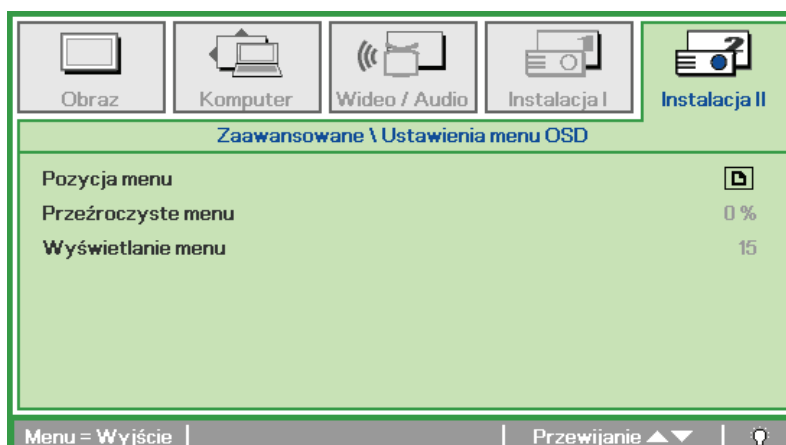 Obraz Komputer Wideo / Audio Instalacja I Instalacja II
Zaawansowane \ Ustawienia menu OSD
Pozycja menu
Przeźroczyste menu 0 %
Wyświetlanie menu 15
Menu = Wyjście Przewijanie ▲▼